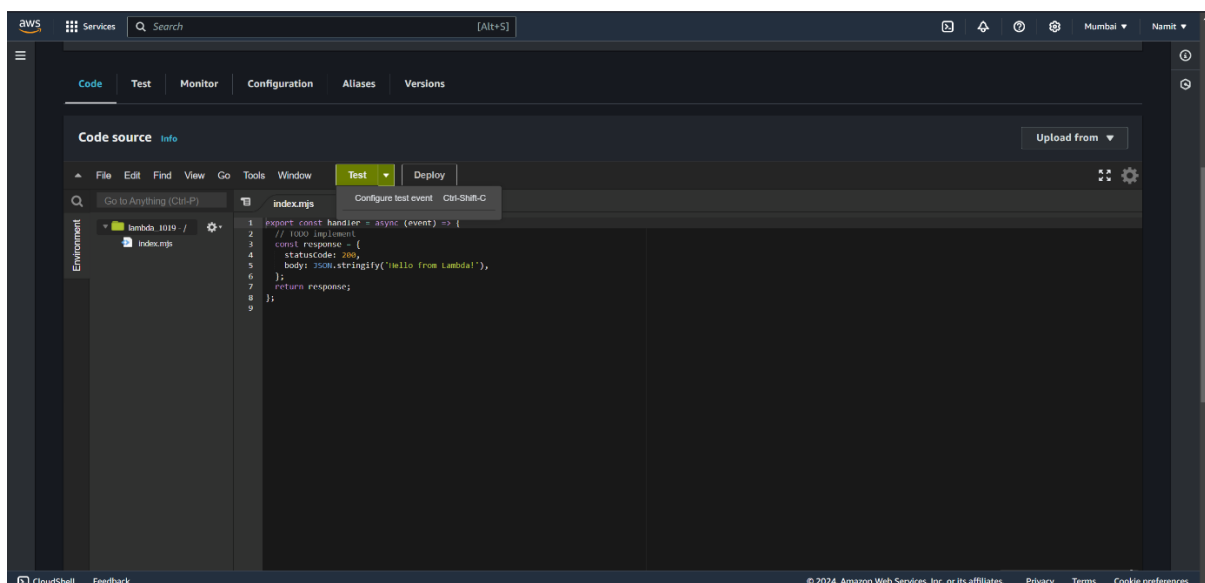 aws Services Search [Alt+S] Mumbai ▼ Namit ▼
Code Test Monitor Configuration Aliases Versions
Code source Info Upload from ▼
File Edit Find View Go Tools Window Test ▼ Deploy
Go to Anything (Ctrl-P) index.mjs Configure test event Ctrl-Shift-C
Environment
lambda_1019 - /
index.mjs
1 export const handler = async (event) => {
2 // TODO implement
3 const response = {
4 statusCode: 200,
5 body: JSON.stringify('Hello from Lambda!'),
6 };
7 return response;
8 };
9
CloudShell Feedback © 2024, Amazon Web Services, Inc. or its affiliates. Privacy Terms Cookie preferences